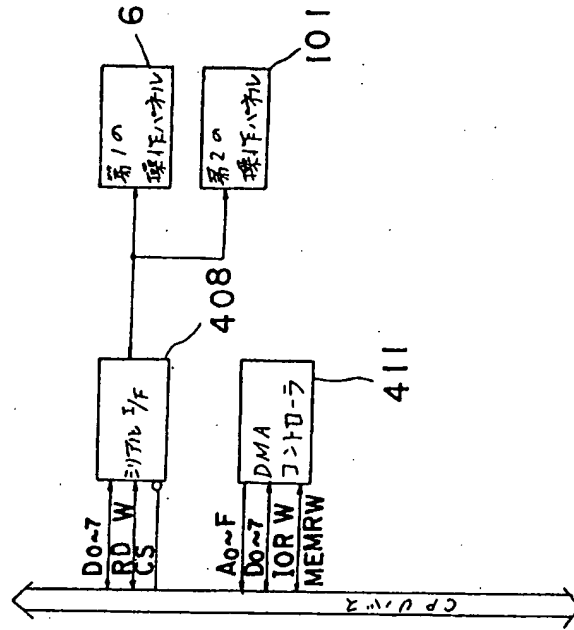 第1の
操作パネル
6
第2の
操作パネル
101
シリアルI/F
408
DMA
コントローラ
411
D0~7
RD W
CS
A0~F
D0~7
IOR W
MEMRW
CPUバス